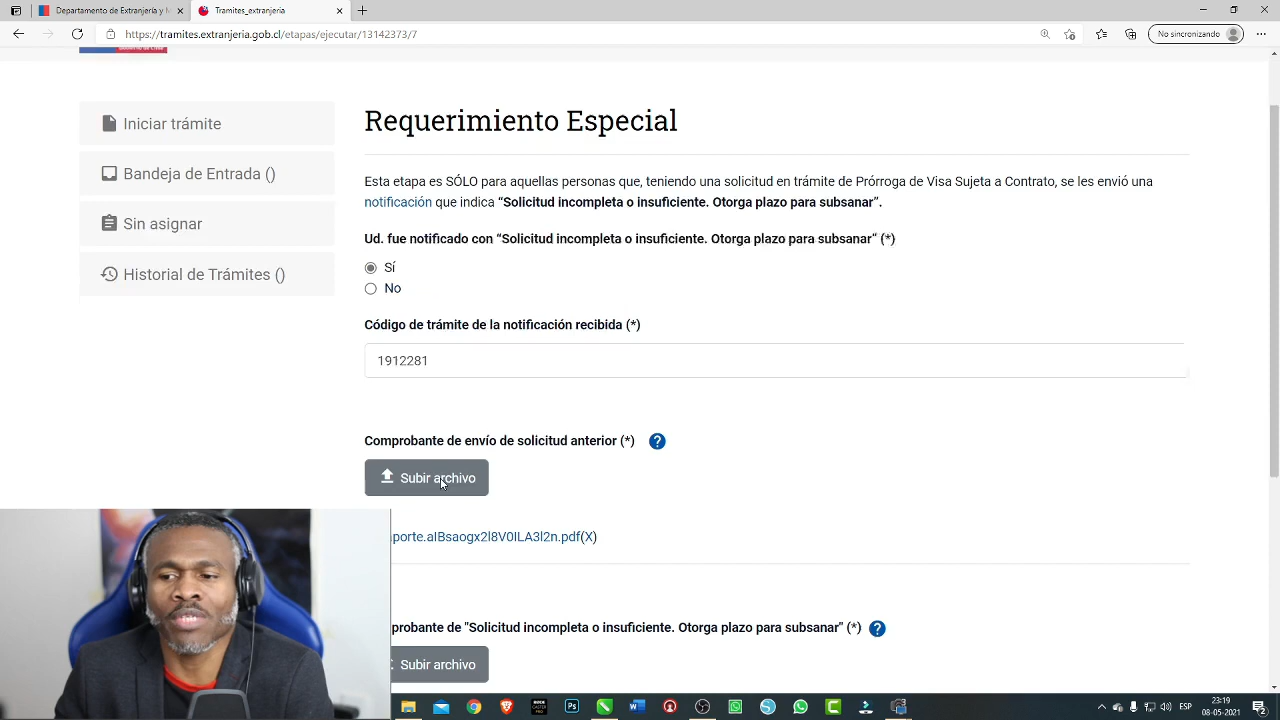 Departamento de Extranjería y M
Tramites_extranjeria
https://tramites.extranjeria.gob.cl/etapas/ejecutar/13142373/7
No sincronizando
Iniciar trámite
Bandeja de Entrada ()
Sin asignar
Historial de Trámites ()
Requerimiento Especial
Esta etapa es SÓLO para aquellas personas que, teniendo una solicitud en trámite de Prórroga de Visa Sujeta a Contrato, se les envió una
notificación que indica “Solicitud incompleta o insuficiente. Otorga plazo para subsanar”.
Ud. fue notificado con “Solicitud incompleta o insuficiente. Otorga plazo para subsanar“ (*)
Sí
No
Código de trámite de la notificación recibida (*)
1912281
Comprobante de envío de solicitud anterior (*) ?
Subir archivo
porte.aIBsaogx2l8V0ILA3l2n.pdf(X)
probante de "Solicitud incompleta o insuficiente. Otorga plazo para subsanar" (*) ?
Subir archivo
ESP
23:19
08-05-2021